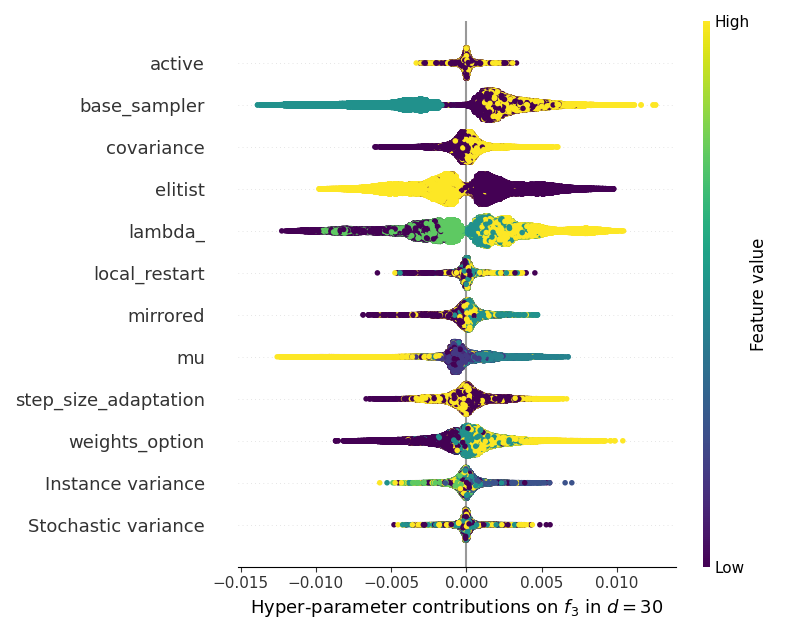 High
active
base_sampler
covariance
elitist
lambda_
local_restart
mirrored
mu
step_size_adaptation
weights_option
Instance variance
Stochastic variance
Feature value
Low
−0.015 −0.010 −0.005 0.000 0.005 0.010
Hyper-parameter contributions on f₃ in d = 30